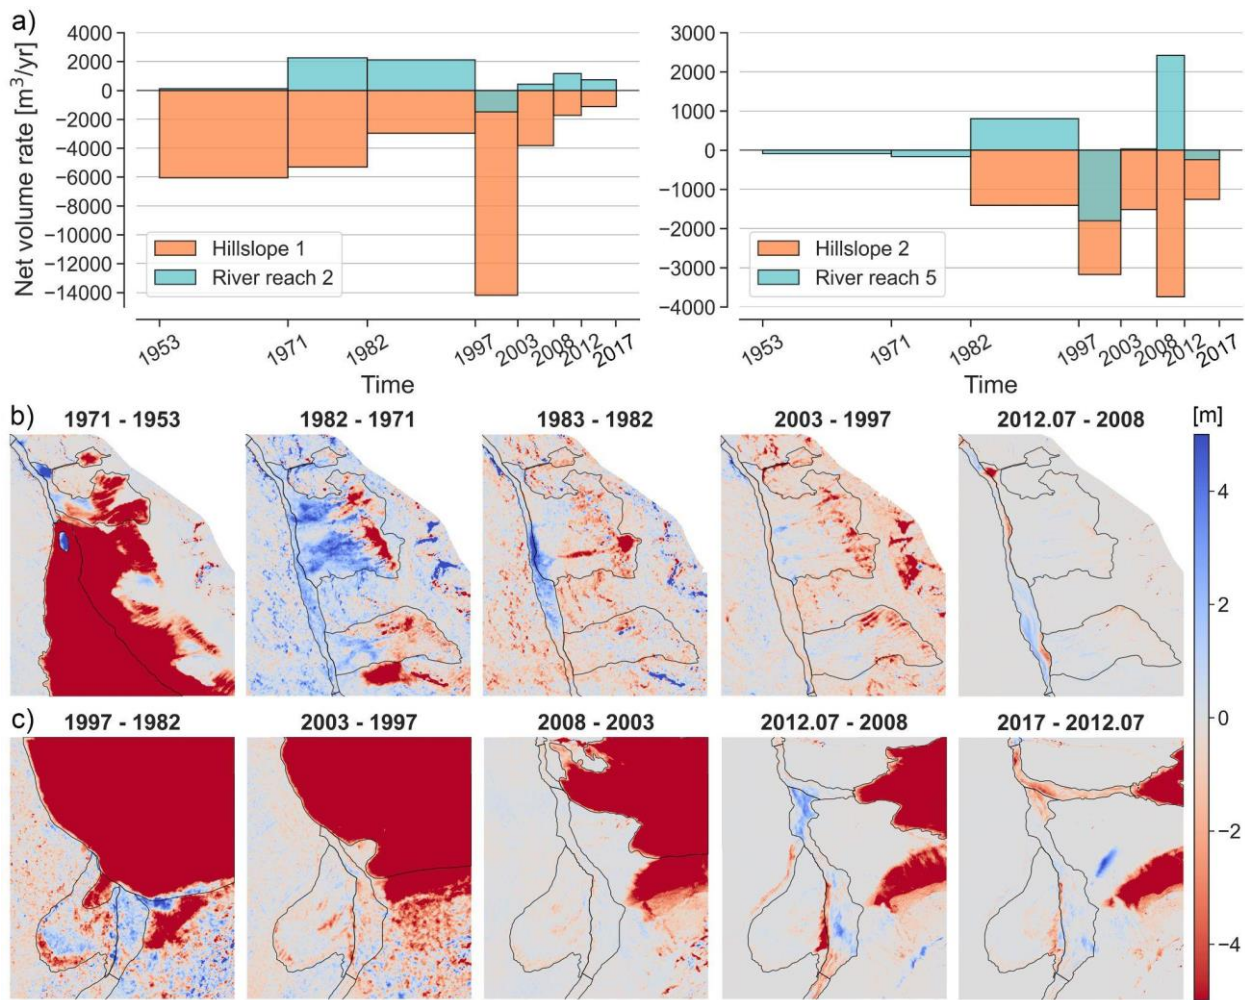 a)
Net volume rate [m³/yr]
4000
2000
0
−2000
−4000
−6000
−8000
−10000
−12000
−14000
Hillslope 1
River reach 2
1953
1971
1982
1997
2003
2008
2012
2017
Time
3000
2000
1000
0
−1000
−2000
−3000
−4000
Hillslope 2
River reach 5
1953
1971
1982
1997
2003
2008
2012
2017
Time
b)
1971 - 1953
1982 - 1971
1983 - 1982
2003 - 1997
2012.07 - 2008
[m]
4
2
0
−2
−4
c)
1997 - 1982
2003 - 1997
2008 - 2003
2012.07 - 2008
2017 - 2012.07